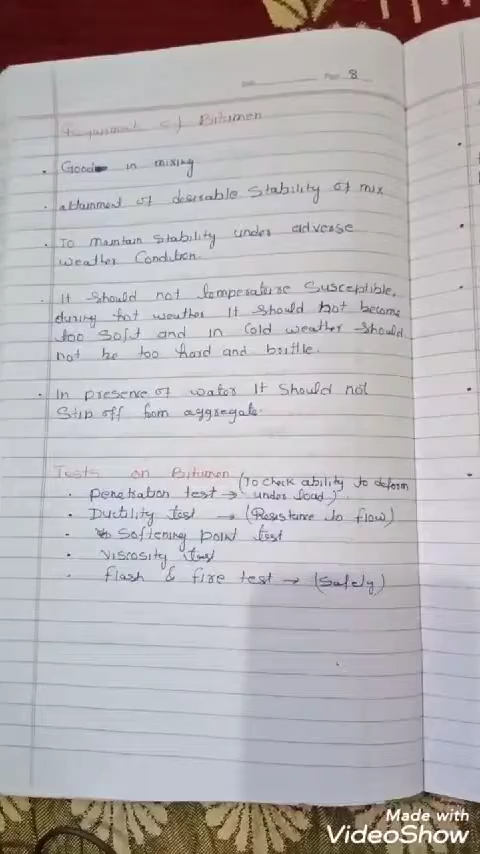 Page 8
Requirement of Bitumen
• Good in mixing
• attainment of desirable stability of mix
• To maintain stability under adverse
weather Condition.
• It should not temperature susceptible,
during hot weather It should not become
too soft and in cold weather should
not be too hard and brittle.
• In presence of water It should not
Stip off from aggregate.
Tests on Bitumen
• Penetration test → (To check ability to deform
under load)
• Ductility test → (Resistance to flow)
• Softening point test
• Viscosity test
• flash & fire test → (Safely)
Made with
VideoShow